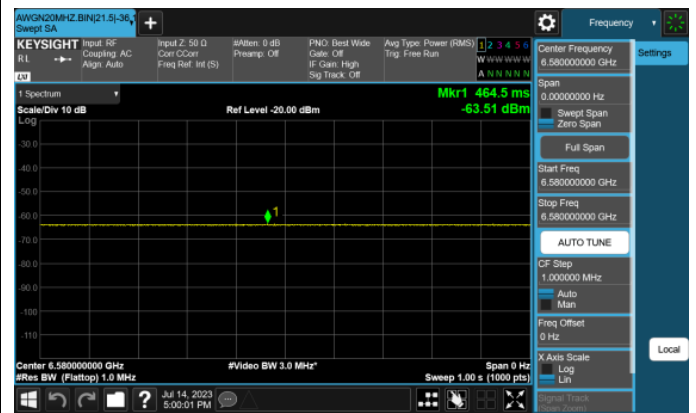 AWGN20MHZ.BIN|21.5|-36,1
Swept SA
+
Frequency
KEYSIGHT
RL
LXI
Input: RF
Coupling: AC
Align: Auto
Input Z: 50 Ω
Corr CCorr
Freq Ref: Int (S)
#Atten: 0 dB
Preamp: Off
PNO: Best Wide
Gate: Off
IF Gain: High
Sig Track: Off
Avg Type: Power (RMS)
Trig: Free Run
1 2 3 4 5 6
W W W W W W
A N N N N N
Center Frequency
6.580000000 GHz
Settings
Span
0.00000000 Hz
Swept Span
Zero Span
Full Span
Start Freq
6.580000000 GHz
Stop Freq
6.580000000 GHz
AUTO TUNE
CF Step
1.000000 MHz
Auto
Man
Freq Offset
0 Hz
X Axis Scale
Log
Lin
Signal Track
(Span Zoom)
Local
1 Spectrum
Scale/Div 10 dB
Log
Ref Level -20.00 dBm
Mkr1 464.5 ms
-63.51 dBm
-30.0
-40.0
-50.0
-60.0
-70.0
-80.0
-90.0
-100
-110
1
Center 6.580000000 GHz
#Res BW (Flattop) 1.0 MHz
#Video BW 3.0 MHz*
Span 0 Hz
Sweep 1.00 s (1000 pts)
?
Jul 14, 2023
5:00:01 PM